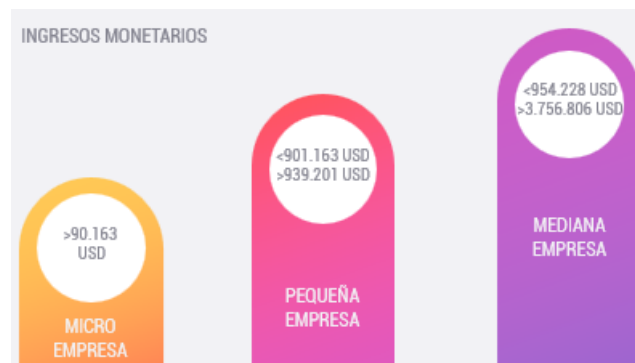 INGRESOS MONETARIOS
>90.163
USD
MICRO
EMPRESA
<901.163 USD
>939.201 USD
PEQUEÑA
EMPRESA
<954.228 USD
>3.756.806 USD
MEDIANA
EMPRESA